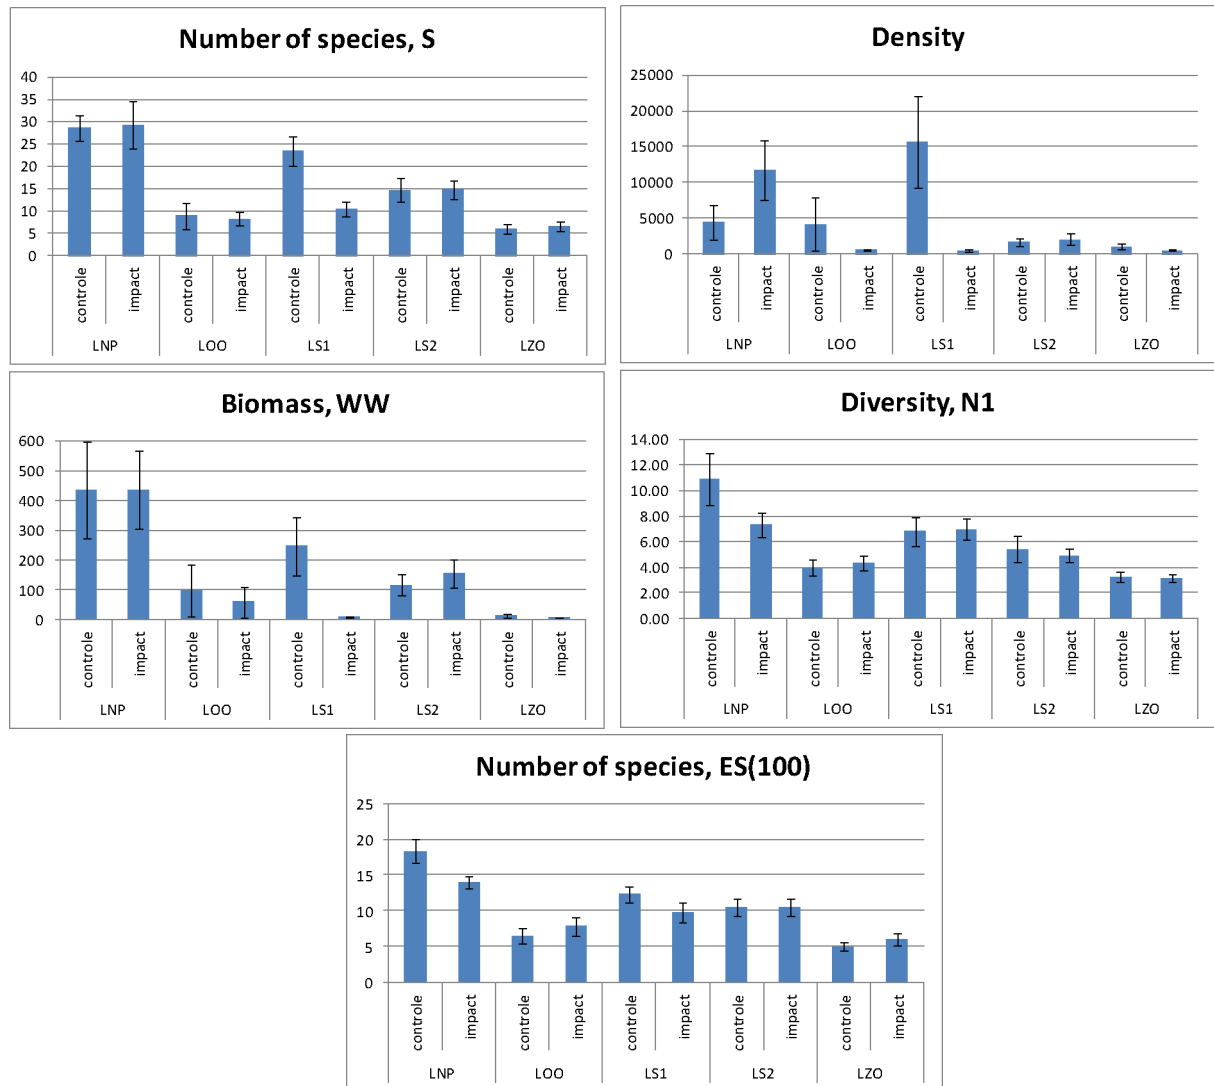 Number of species, S
40
35
30
25
20
15
10
5
0
controle impact controle impact controle impact controle impact controle impact
LNP LOO LS1 LS2 LZO
Density
25000
20000
15000
10000
5000
0
controle impact controle impact controle impact controle impact controle impact
LNP LOO LS1 LS2 LZO
Biomass, WW
600
500
400
300
200
100
0
controle impact controle impact controle impact controle impact controle impact
LNP LOO LS1 LS2 LZO
Diversity, N1
14.00
12.00
10.00
8.00
6.00
4.00
2.00
0.00
controle impact controle impact controle impact controle impact controle impact
LNP LOO LS1 LS2 LZO
Number of species, ES(100)
25
20
15
10
5
0
controle impact controle impact controle impact controle impact controle impact
LNP LOO LS1 LS2 LZO